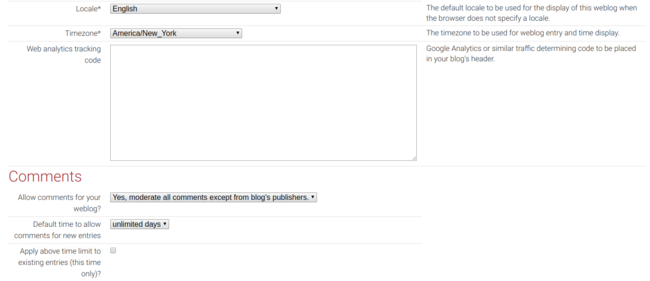 Locale*
English
The default locale to be used for the display of this weblog when
the browser does not specify a locale.
Timezone*
America/New_York
The timezone to be used for weblog entry and time display.
Web analytics tracking
code
Google Analytics or similar traffic determining code to be placed
in your blog's header.
Comments
Allow comments for your
weblog?
Yes, moderate all comments except from blog's publishers.
Default time to allow
comments for new entries
unlimited days
Apply above time limit to
existing entries (this time
only)?